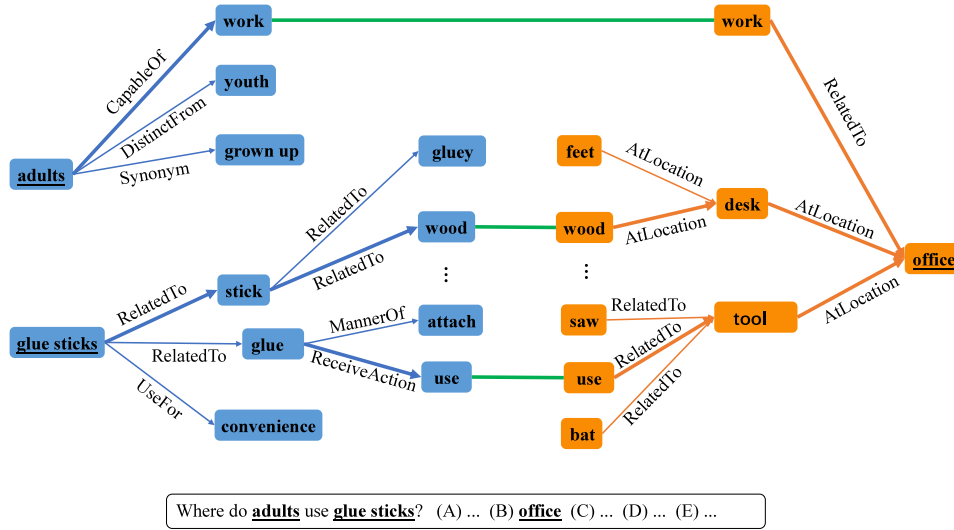 work
work
CapableOf
RelatedTo
youth
DistinctFrom
grown up
gluey
feet
AtLocation
adults
Synonym
RelatedTo
desk
AtLocation
wood
wood
AtLocation
office
RelatedTo
stick
RelatedTo
AtLocation
MannerOf
attach
saw
RelatedTo
tool
glue sticks
RelatedTo
glue
RelatedTo
ReceiveAction
use
use
RelatedTo
UseFor
convenience
bat
Where do adults use glue sticks? (A) ... (B) office (C) ... (D) ... (E) ...